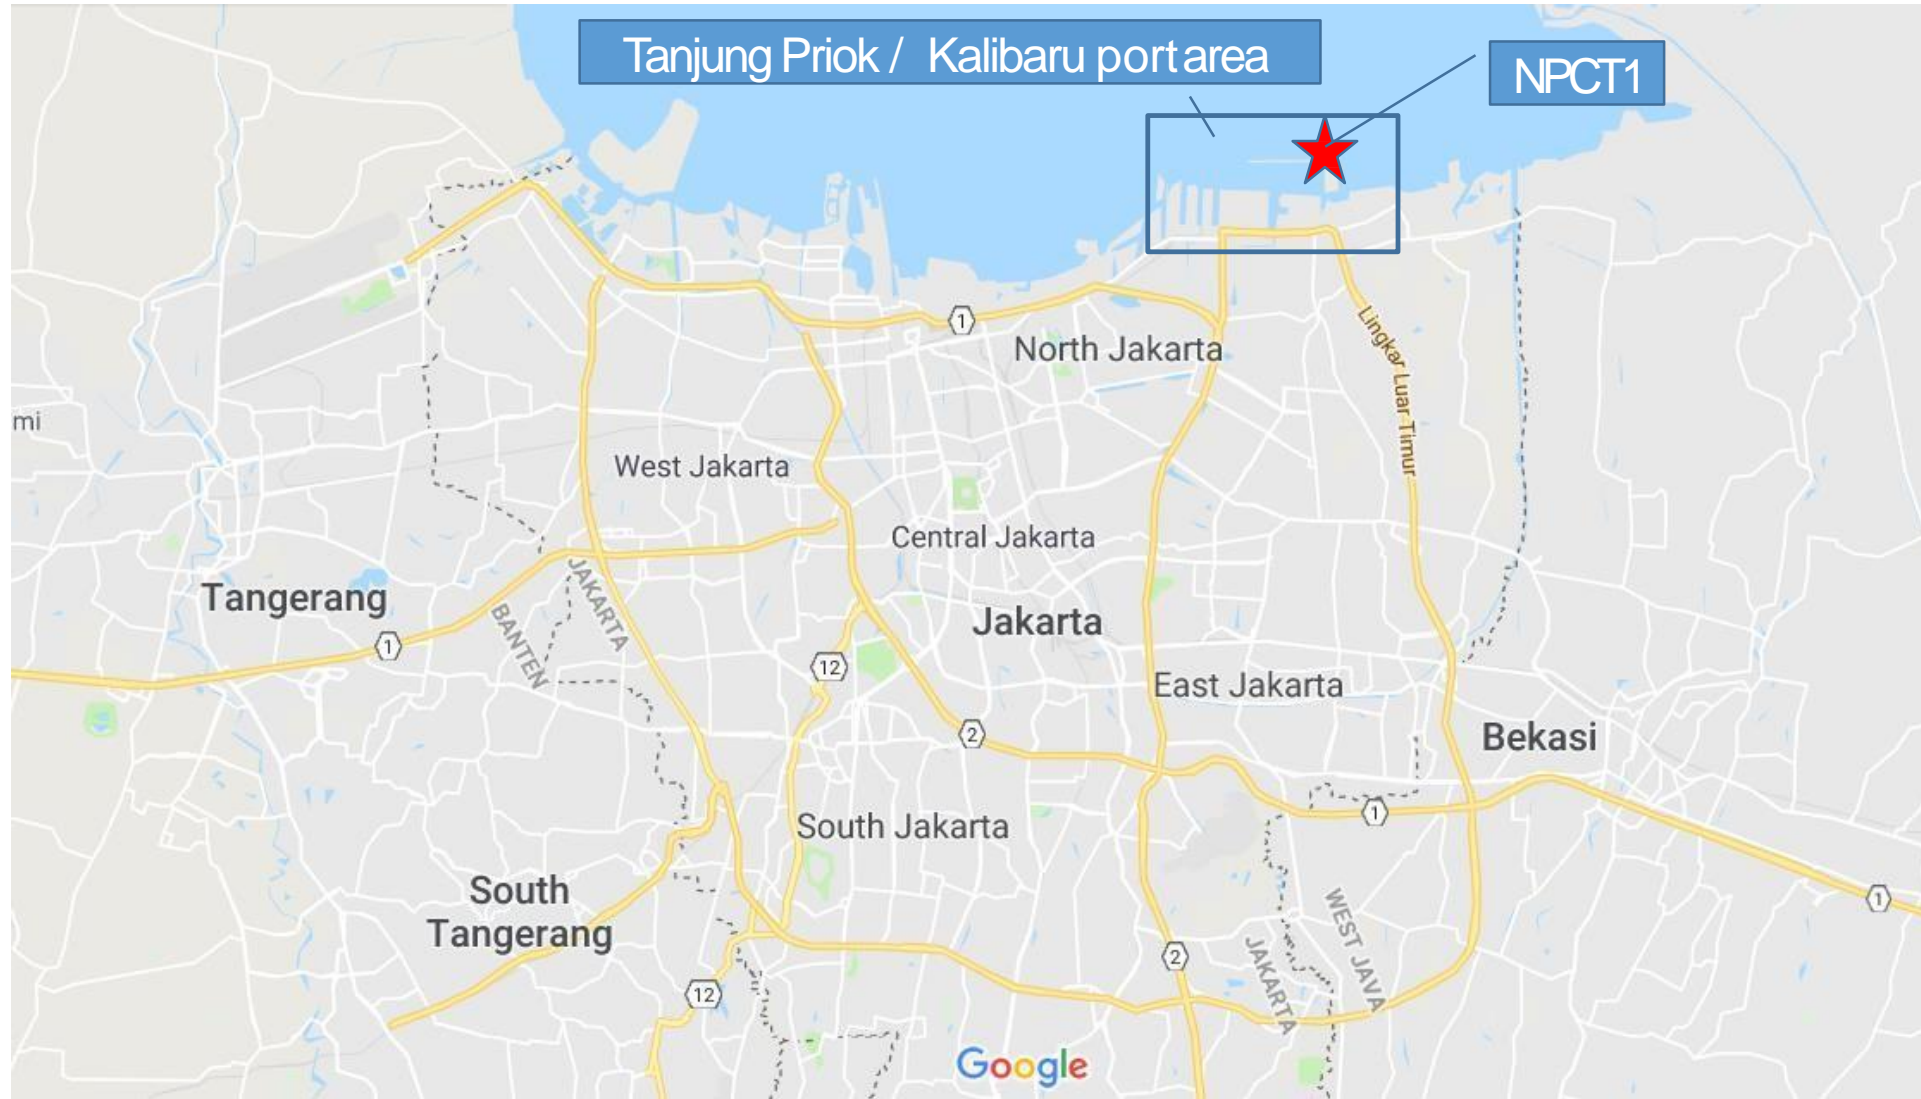 Tanjung Priok / Kalibaru port area
NPCT1
1
North Jakarta
Lingkar Luar Timur
mi
West Jakarta
Central Jakarta
Tangerang
JAKARTA
BANTEN
1
Jakarta
12
East Jakarta
2
Bekasi
1
South Jakarta
South
Tangerang
1
WEST JAVA
JAKARTA
2
12
Google